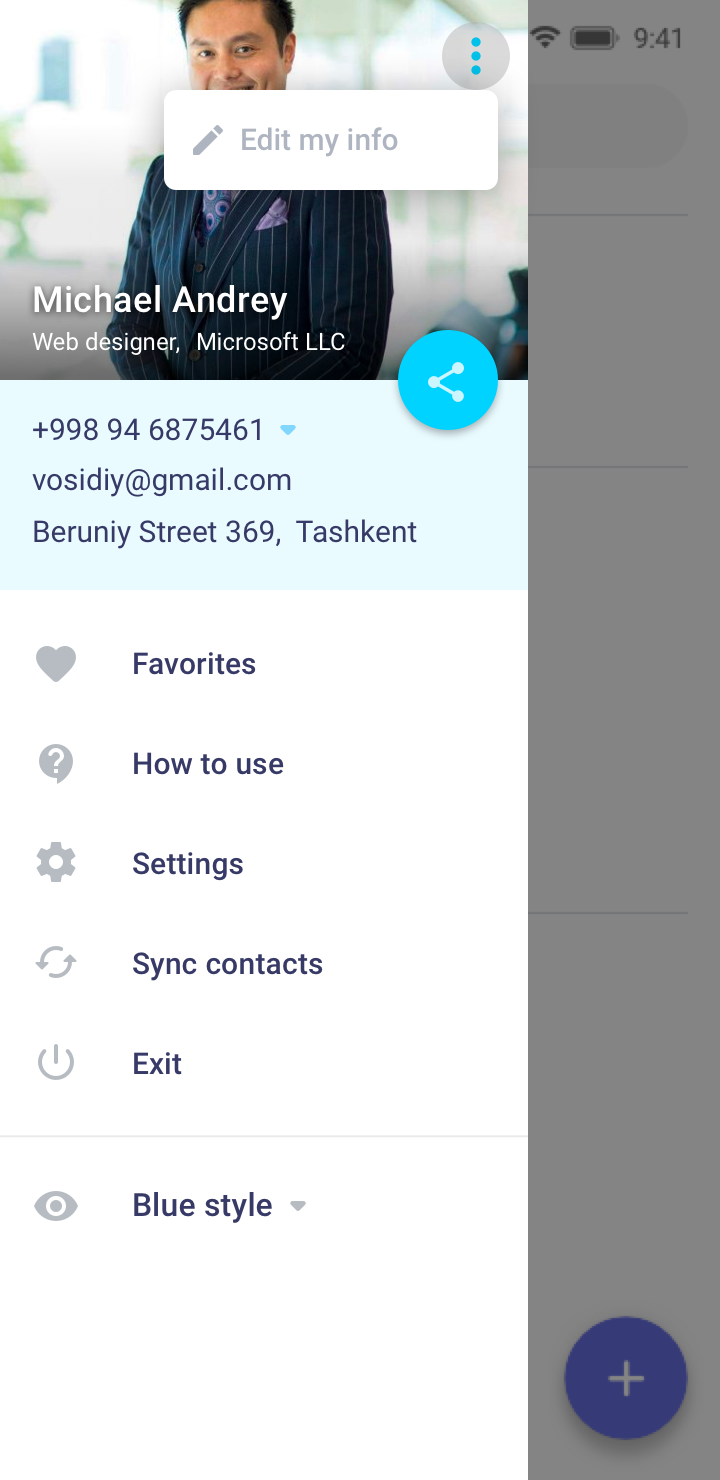 9:41
Edit my info
Michael Andrey
Web designer, Microsoft LLC
+998 94 6875461
vosidiy@gmail.com
Beruniy Street 369, Tashkent
Favorites
How to use
Settings
Sync contacts
Exit
Blue style